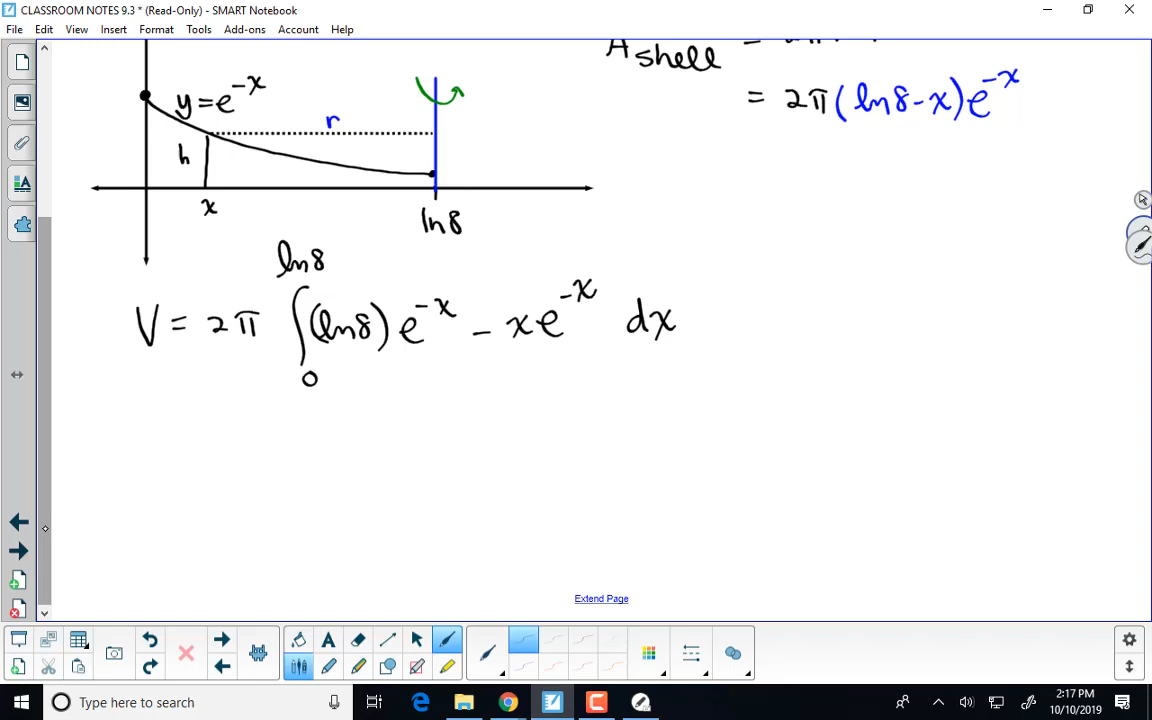 CLASSROOM NOTES 9.3 * (Read-Only) - SMART Notebook
File Edit View Insert Format Tools Add-ons Account Help
A shell =
= 2π(ln8-x)e^{-x}
y=e^{-x}
r
h
x
ln8
V = 2π ∫_0^{ln8} (ln8)e^{-x} - xe^{-x} dx
Extend Page
Type here to search
2:17 PM
10/10/2019